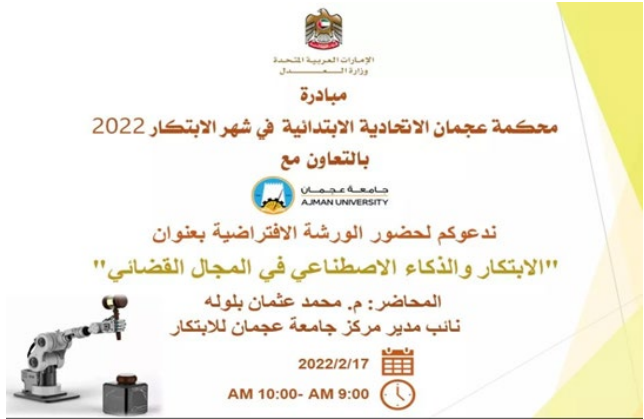 الإمارات العربية المتحدة
وزارة العدل
مبادرة
محكمة عجمان الاتحادية الابتدائية في شهر الابتكار 2022
بالتعاون مع
جامعة عجمان
AJMAN UNIVERSITY
ندعوكم لحضور الورشة الافتراضية بعنوان
"الابتكار والذكاء الاصطناعي في المجال القضائي"
المحاضر: م. محمد عثمان بلوله
نائب مدير مركز جامعة عجمان للابتكار
2022/2/17
AM 10:00- AM 9:00